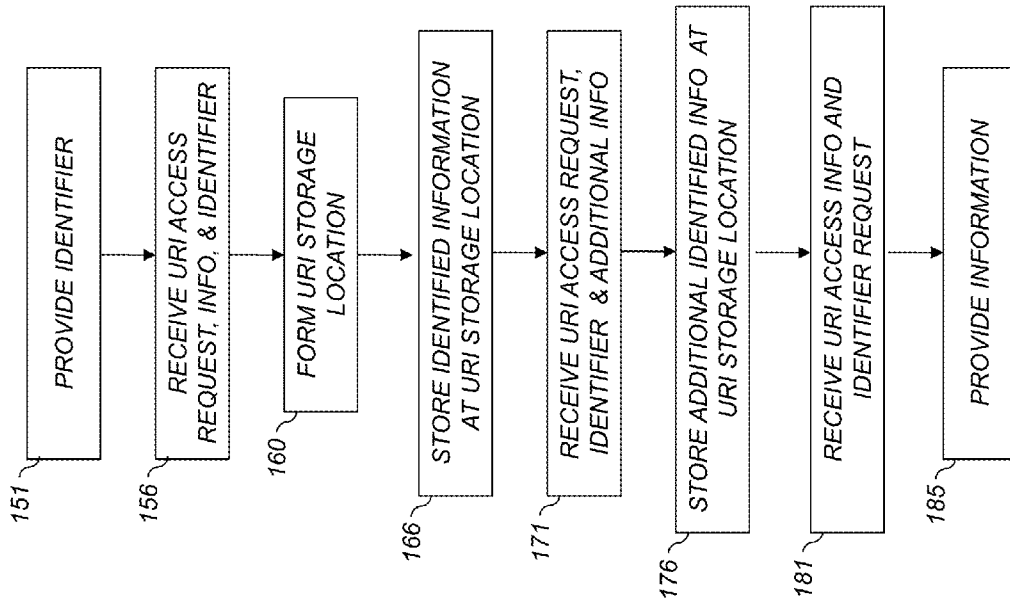 PROVIDE IDENTIFIER
151
RECEIVE URI ACCESS
REQUEST, INFO, & IDENTIFIER
156
FORM URI STORAGE
LOCATION
160
STORE IDENTIFIED INFORMATION
AT URI STORAGE LOCATION
166
RECEIVE URI ACCESS REQUEST,
IDENTIFIER & ADDITIONAL INFO
171
STORE ADDITIONAL IDENTIFIED INFO AT
URI STORAGE LOCATION
176
RECEIVE URI ACCESS INFO AND
IDENTIFIER REQUEST
181
PROVIDE INFORMATION
185